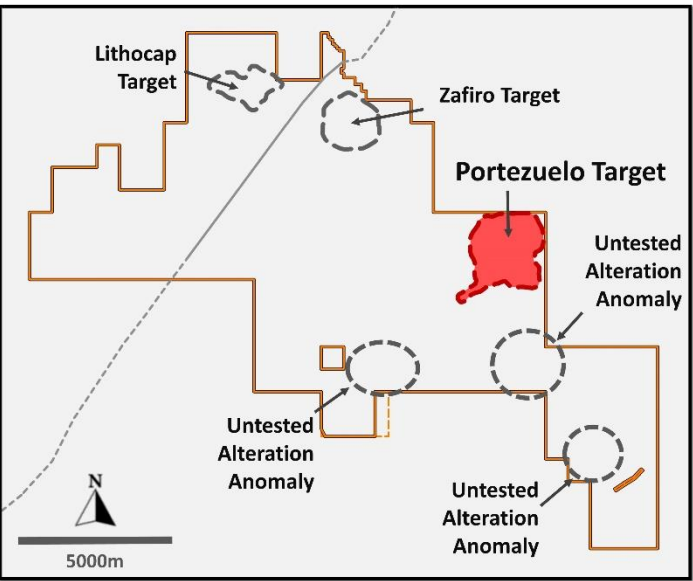 Lithocap
Target
Zafiro Target
Portezuelo Target
Untested
Alteration
Anomaly
Untested
Alteration
Anomaly
Untested
Alteration
Anomaly
N
5000m